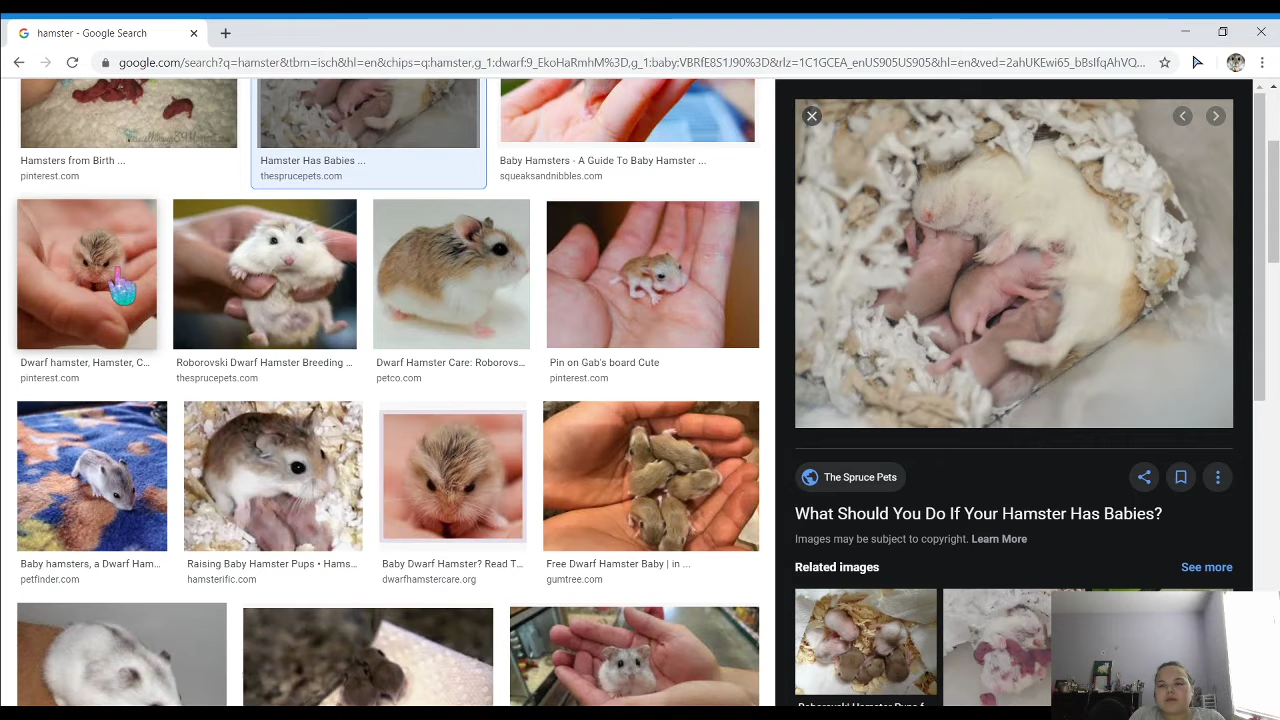 hamster - Google Search
google.com/search?q=hamster&tbm=isch&hl=en&chips=q:hamster,g_1:dwarf:9_EkoHaRmhM%3D,g_1:baby:VBRfE8S1J90%3D&rlz=1C1GCEA_enUS905US905&hl=en&ved=2ahUKEwi65_bBsIfqAhVQ...
Hamsters from Birth ...
pinterest.com
Hamster Has Babies ...
thesprucepets.com
Baby Hamsters - A Guide To Baby Hamster ...
squeaksandnibbles.com
Dwarf hamster, Hamster, C...
pinterest.com
Roborovski Dwarf Hamster Breeding ...
thesprucepets.com
Dwarf Hamster Care: Roborovs...
petco.com
Pin on Gab's board Cute
pinterest.com
Baby hamsters, a Dwarf Ham...
petfinder.com
Raising Baby Hamster Pups • Hams...
hamsterific.com
Baby Dwarf Hamster? Read T...
dwarfhamstercare.org
Free Dwarf Hamster Baby | in ...
gumtree.com
The Spruce Pets
What Should You Do If Your Hamster Has Babies?
Images may be subject to copyright. Learn More
Related images
See more